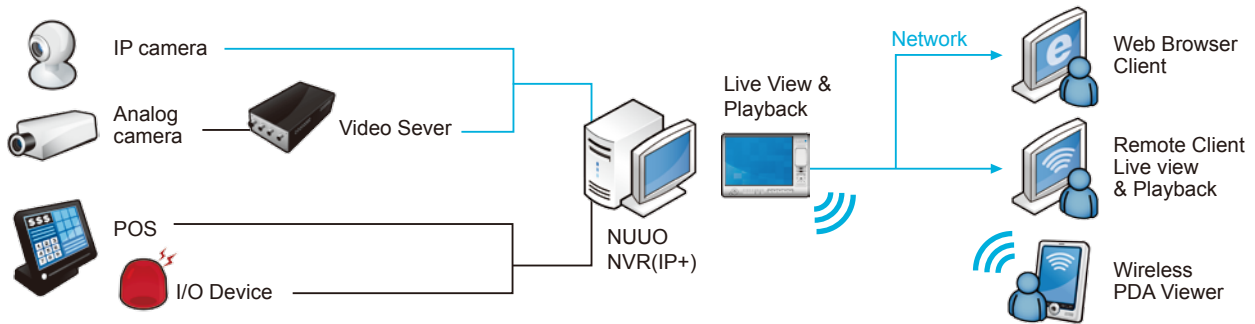 IP camera
Analog
camera
Video Sever
POS
$$$
I/O Device
NUUO
NVR(IP+)
Live View &
Playback
Network
e
Web Browser
Client
Remote Client
Live view
& Playback
Wireless
PDA Viewer